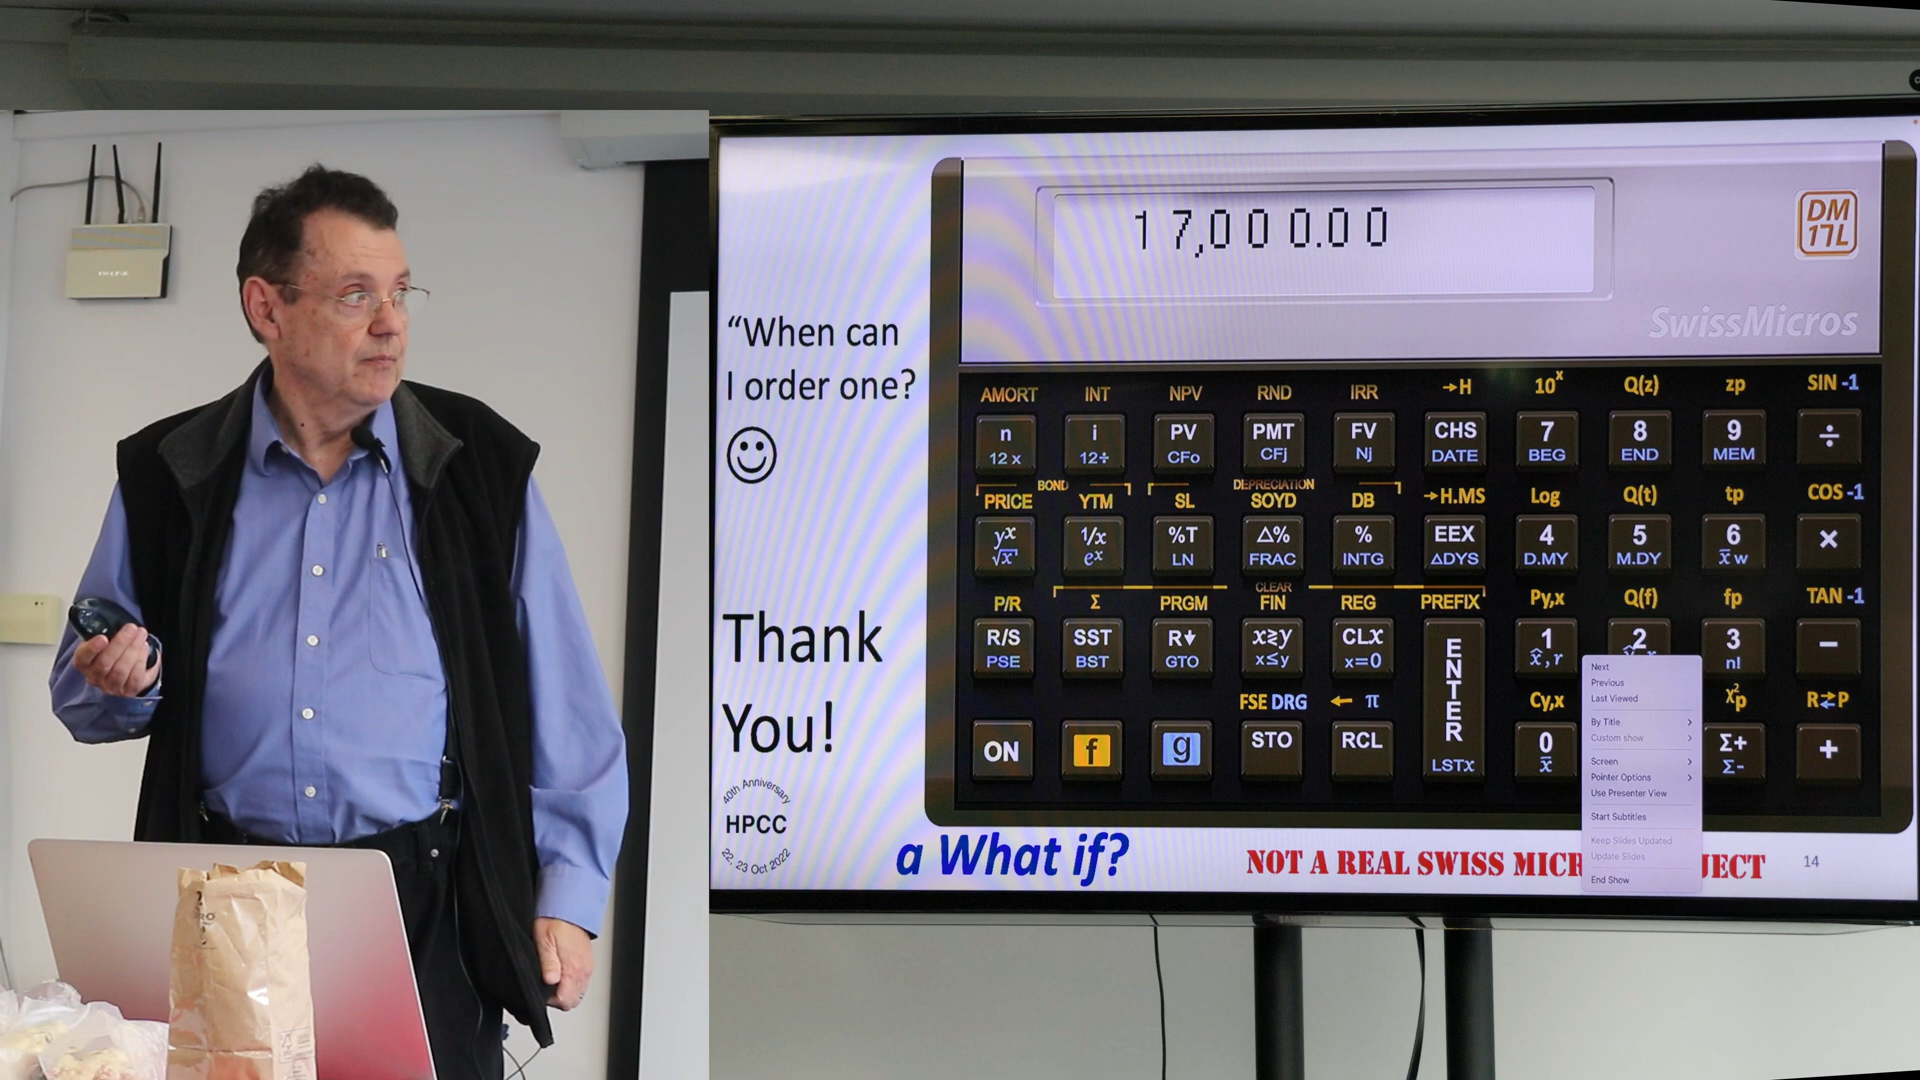 TP-LINK
17,000.00
DM
17L
SwissMicros
“When can
I order one?
Thank
You!
40th Anniversary
HPCC
22, 23 Oct 2022
AMORT INT NPV RND IRR →H 10x Q(z) zp SIN -1
n i PV PMT FV CHS 7 8 9 ÷
12 x 12÷ CFo CFj Nj DATE BEG END MEM
BOND DEPRECIATION
PRICE YTM SL SOYD DB →H.MS Log Q(t) tp COS -1
yx 1/x %T Δ% % EEX 4 5 6 ×
√x ex LN FRAC INTG ΔDYS D.MY M.DY x̄ w
CLEAR
P/R Σ PRGM FIN REG PREFIX Py,x Q(f) fp TAN -1
R/S SST R↓ x≷y CLx ENTER 1 2 3 −
PSE BST GTO x≤y x=0 x̂,r n!
FSE DRG ← π Cy,x χ2p R⇄P
ON f g STO RCL LSTx 0 Σ+ +
x̄ Σ-
Next
Previous
Last Viewed
By Title
Custom show
Screen
Pointer Options
Use Presenter View
Start Subtitles
Keep Slides Updated
Update Slides
End Show
a What if?
NOT A REAL SWISS MICR JECT
14
SAMSUNG